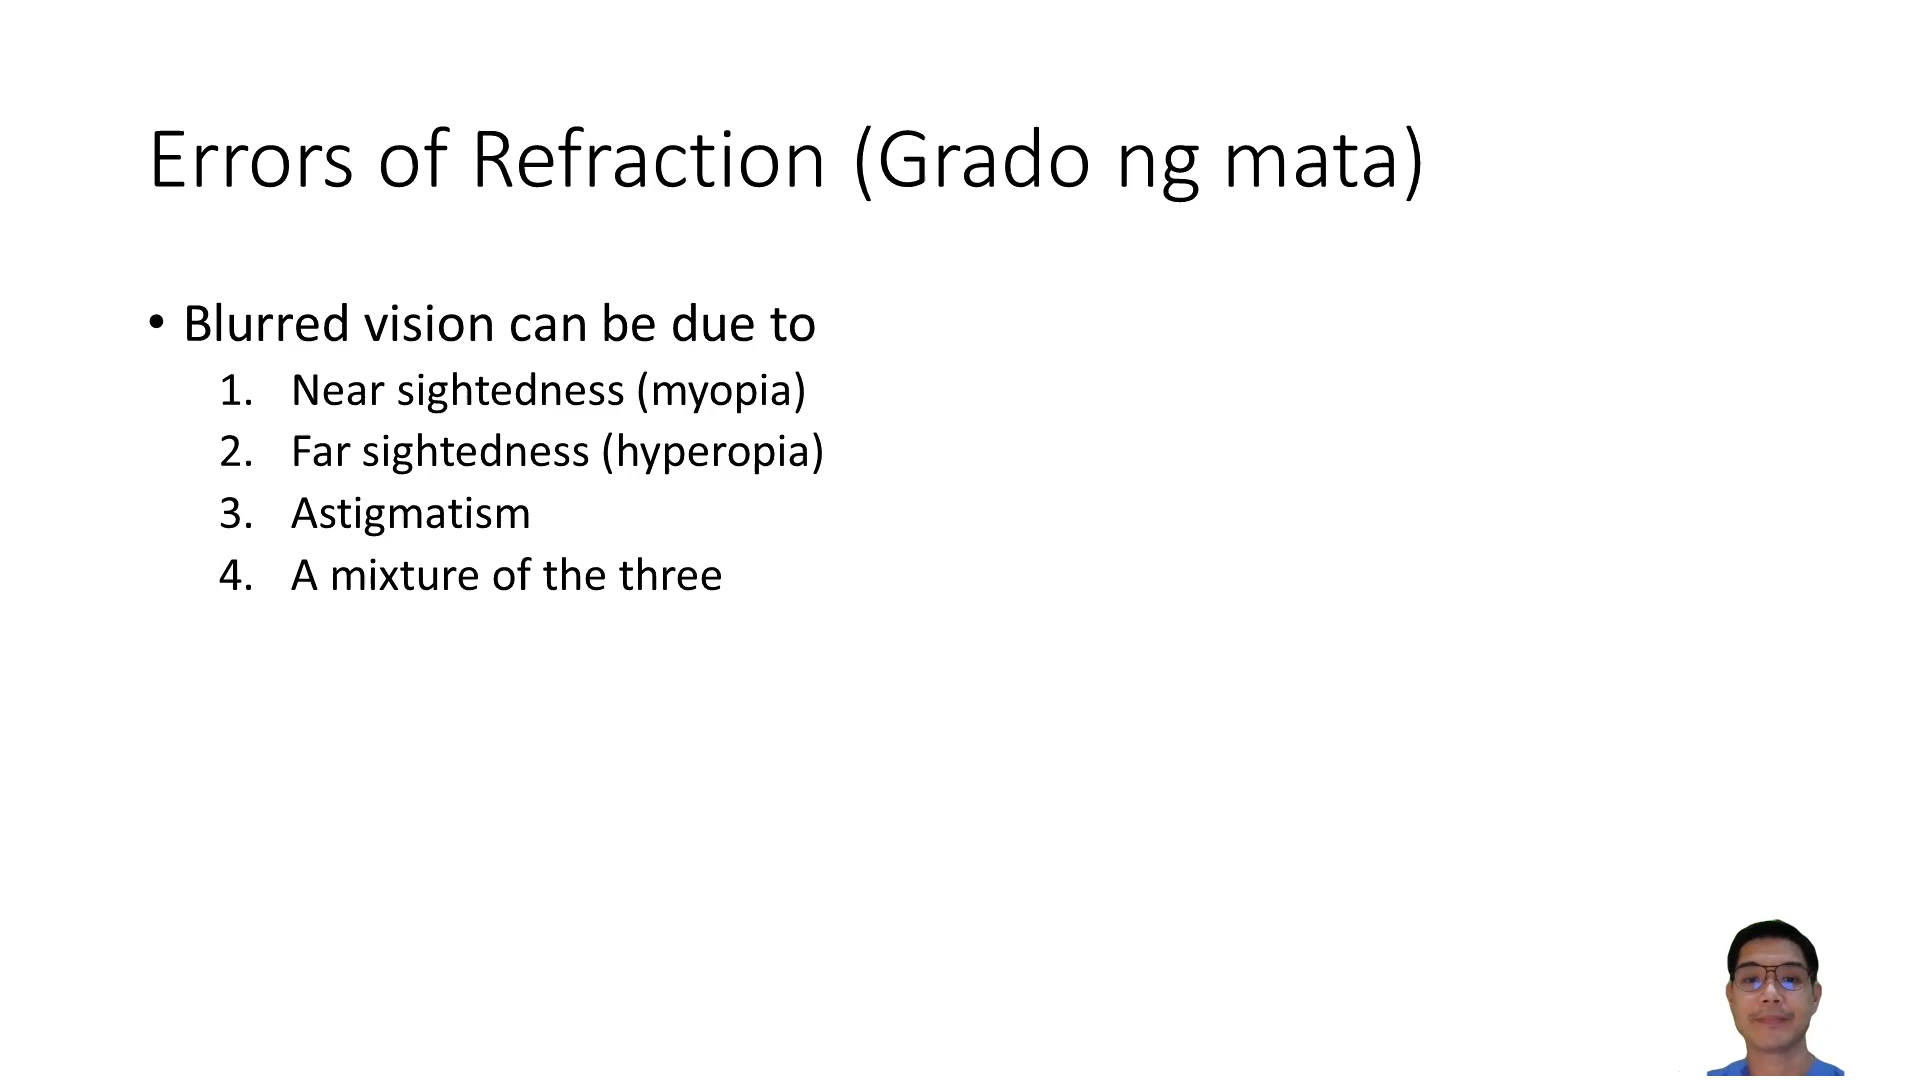 Errors of Refraction (Grado ng mata)
• Blurred vision can be due to
1. Near sightedness (myopia)
2. Far sightedness (hyperopia)
3. Astigmatism
4. A mixture of the three